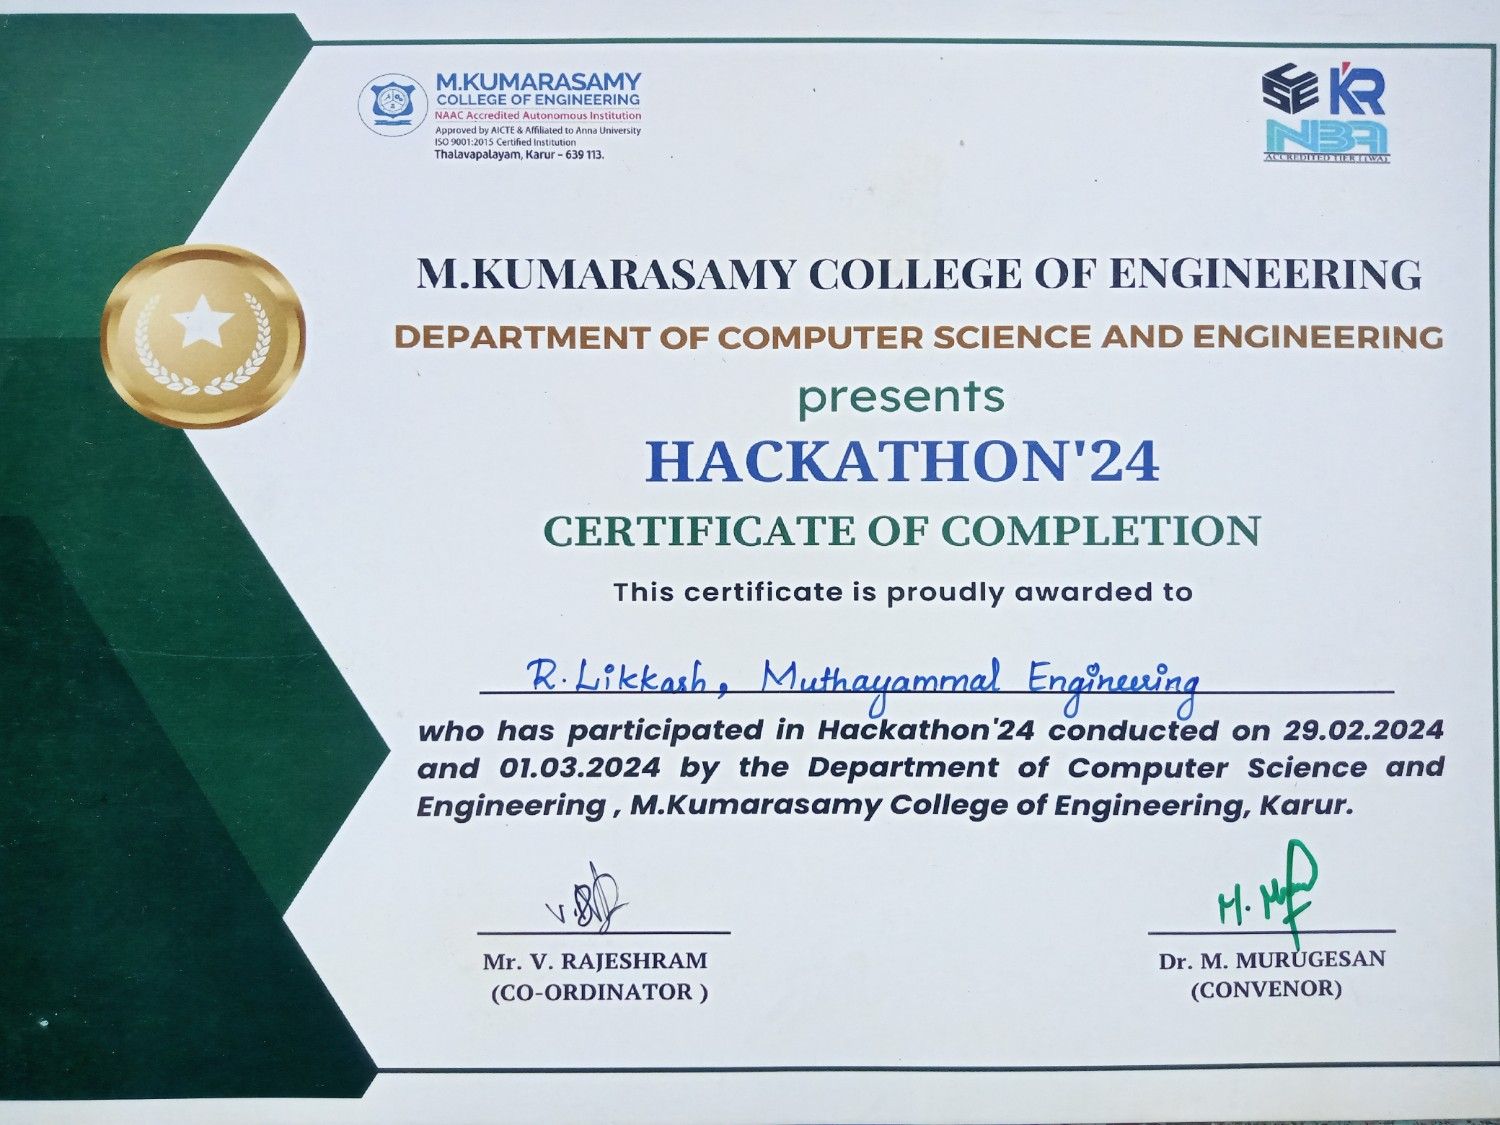 M.KUMARASAMY
COLLEGE OF ENGINEERING
NAAC Accredited Autonomous Institution
Approved by AICTE & Affiliated to Anna University
ISO 9001:2015 Certified Institution
Thalavapalayam, Karur – 639 113.
CSE KR
NBA
M.KUMARASAMY COLLEGE OF ENGINEERING
DEPARTMENT OF COMPUTER SCIENCE AND ENGINEERING
presents
HACKATHON'24
CERTIFICATE OF COMPLETION
This certificate is proudly awarded to
R. Likkash, Muthayammal Engineering
who has participated in Hackathon'24 conducted on 29.02.2024
and 01.03.2024 by the Department of Computer Science and
Engineering , M.Kumarasamy College of Engineering, Karur.
Mr. V. RAJESHRAM
(CO-ORDINATOR )
Dr. M. MURUGESAN
(CONVENOR)